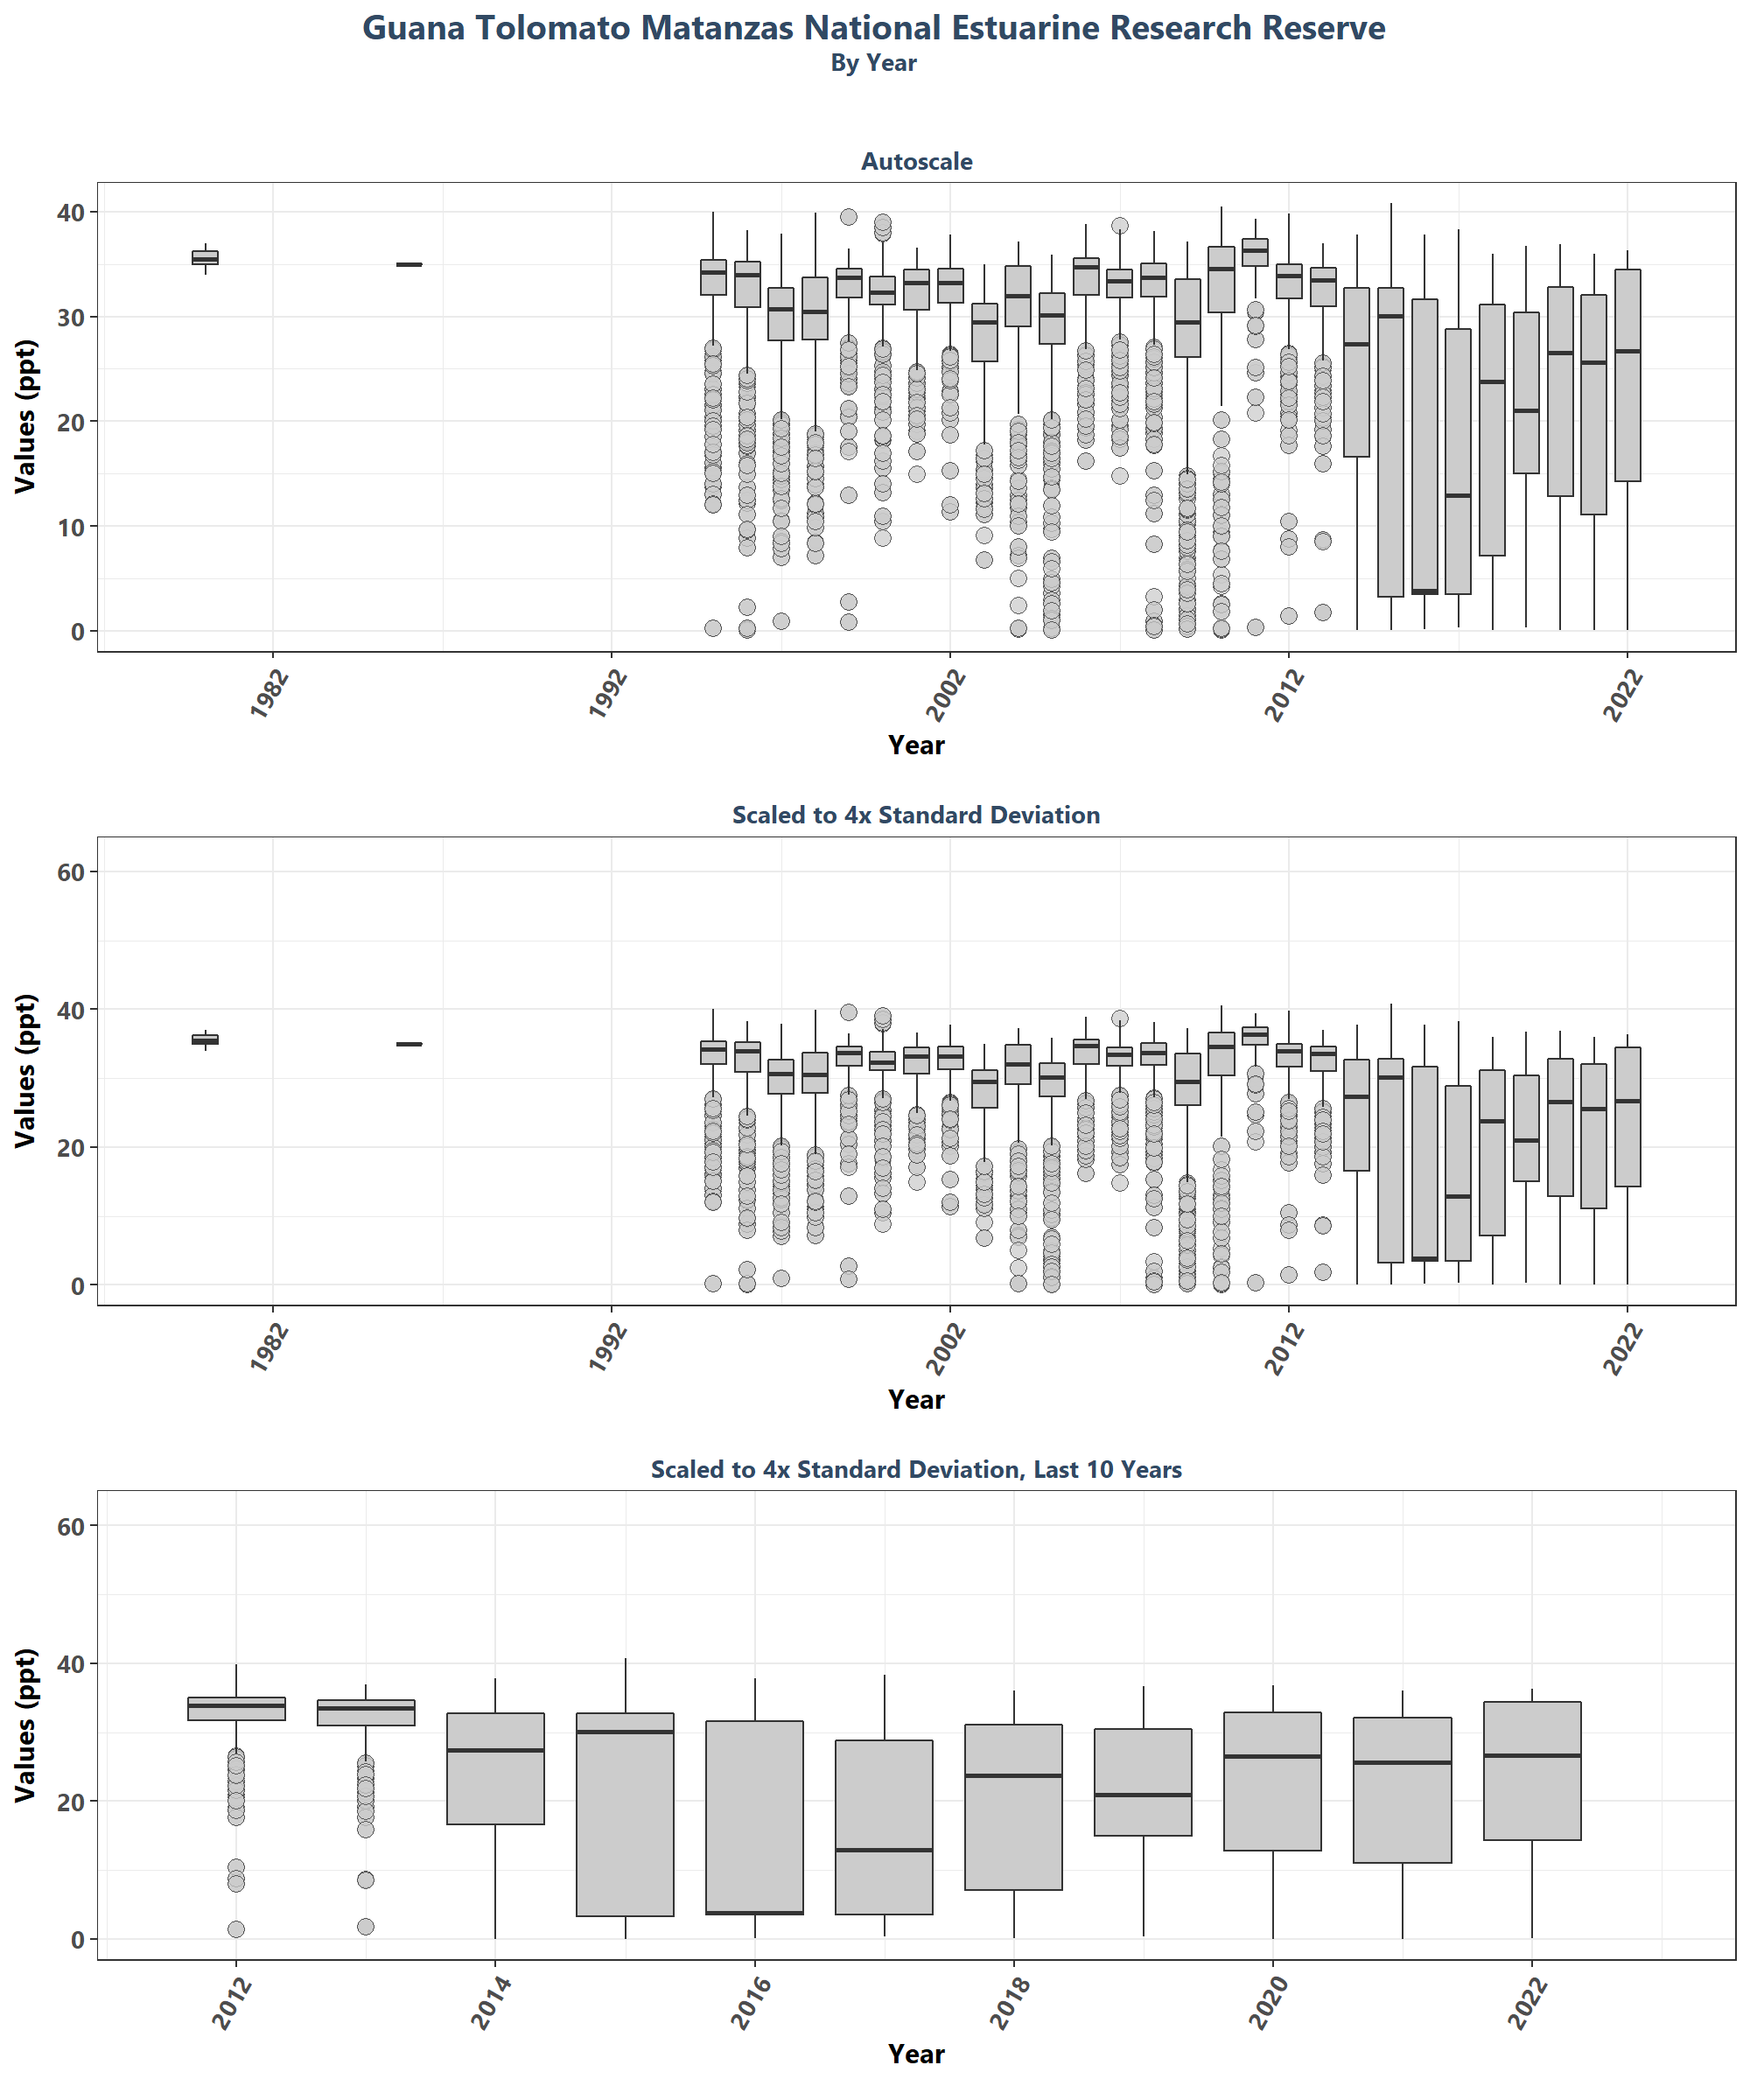 Guana Tolomato Matanzas National Estuarine Research Reserve
By Year
Autoscale
Values (ppt)
40
30
20
10
0
1982
1992
2002
2012
2022
Year
Scaled to 4x Standard Deviation
Values (ppt)
60
40
20
0
1982
1992
2002
2012
2022
Year
Scaled to 4x Standard Deviation, Last 10 Years
Values (ppt)
60
40
20
0
2012
2014
2016
2018
2020
2022
Year